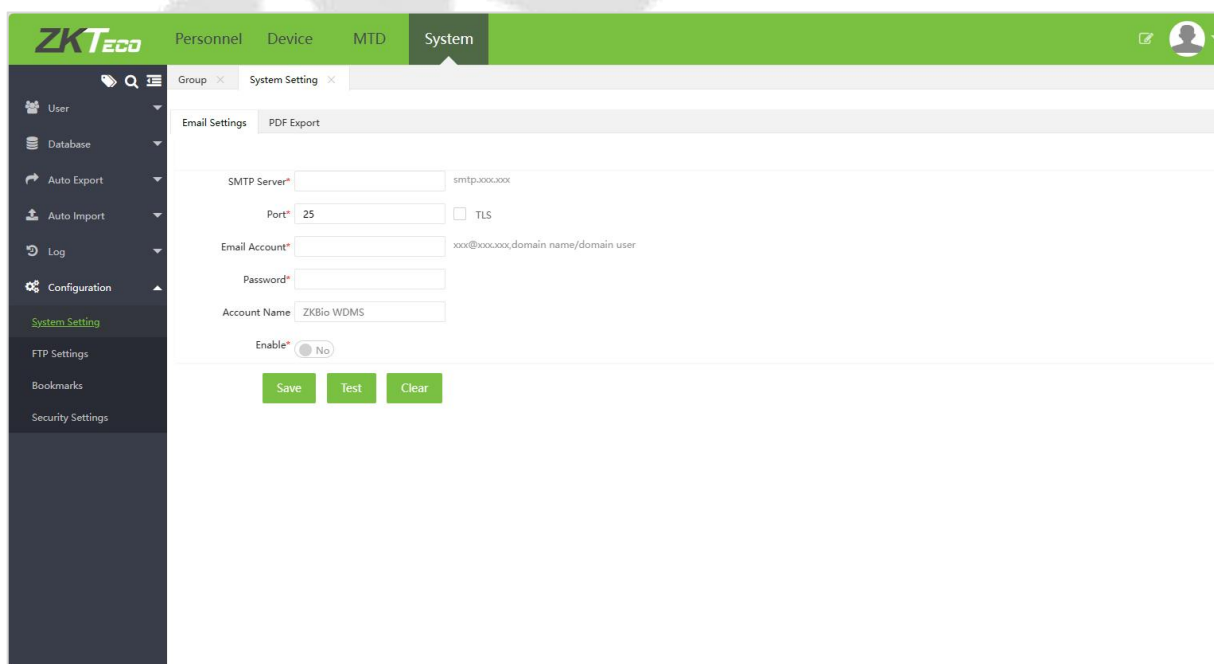 ZKTECO Personnel Device MTD System
Group System Setting
User
Email Settings PDF Export
Database
Auto Export
SMTP Server* smtp.xxx.xxx
Auto Import
Port* 25 TLS
Log
Email Account* xxx@xxx.xxx,domain name/domain user
Configuration
Password*
System Setting
Account Name ZKBio WDMS
FTP Settings
Enable* No
Bookmarks
Save Test Clear
Security Settings